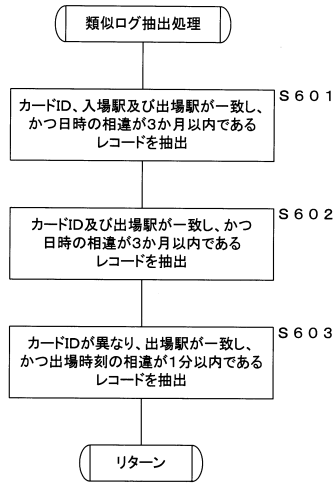 類似ログ抽出処理
S601
カードID、入場駅及び出場駅が一致し、
かつ日時の相違が3か月以内である
レコードを抽出
S602
カードID及び出場駅が一致し、かつ
日時の相違が3か月以内である
レコードを抽出
S603
カードIDが異なり、出場駅が一致し、
かつ出場時刻の相違が1分以内である
レコードを抽出
リターン